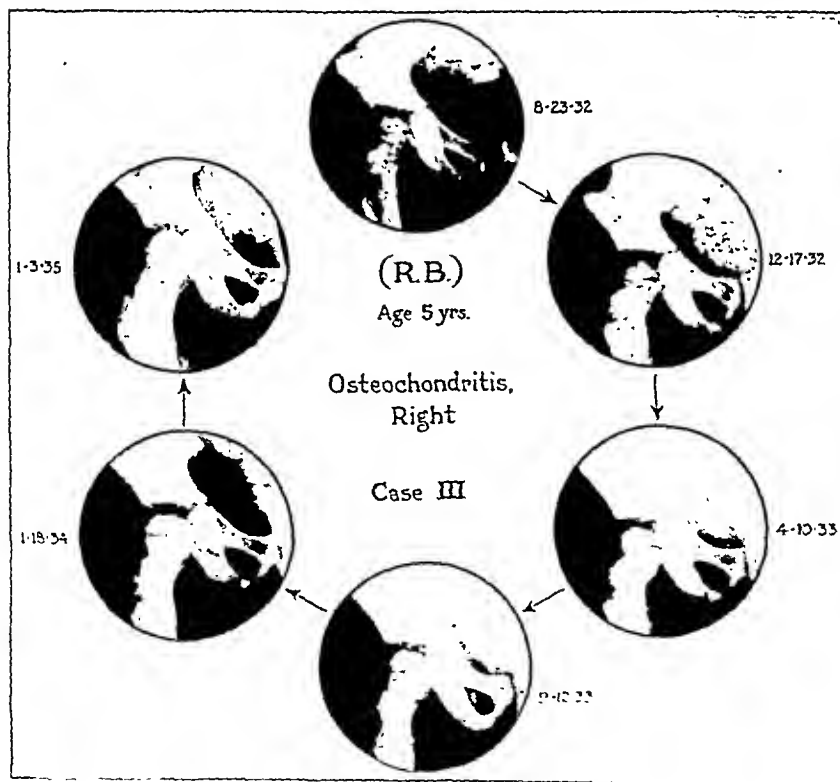 8-23-32
12-17-32
(R.B.)
Age 5 yrs.
1-3-35
Osteochondritis,
Right
Case III
4-10-33
1-18-34